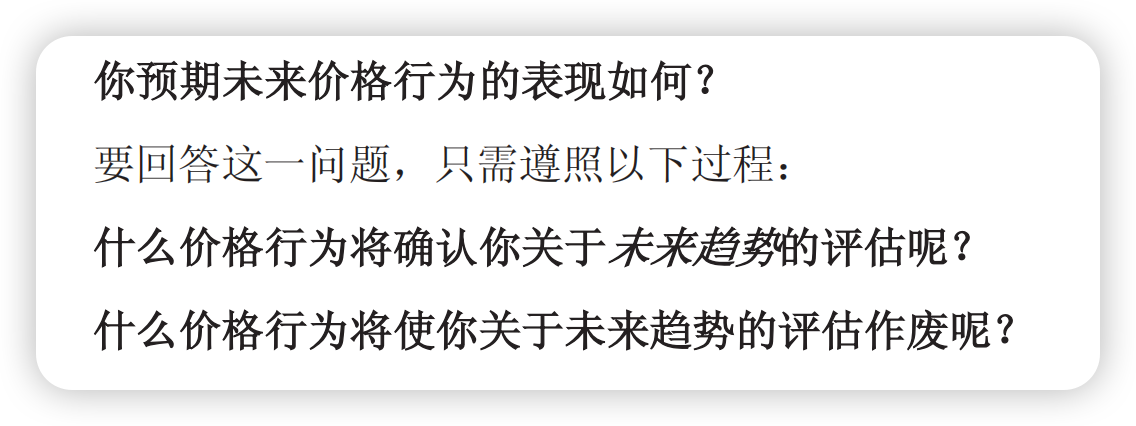 你预期未来价格行为的表现如何？
要回答这一问题，只需遵照以下过程：
什么价格行为将确认你关于未来趋势的评估呢？
什么价格行为将使你关于未来趋势的评估作废呢？